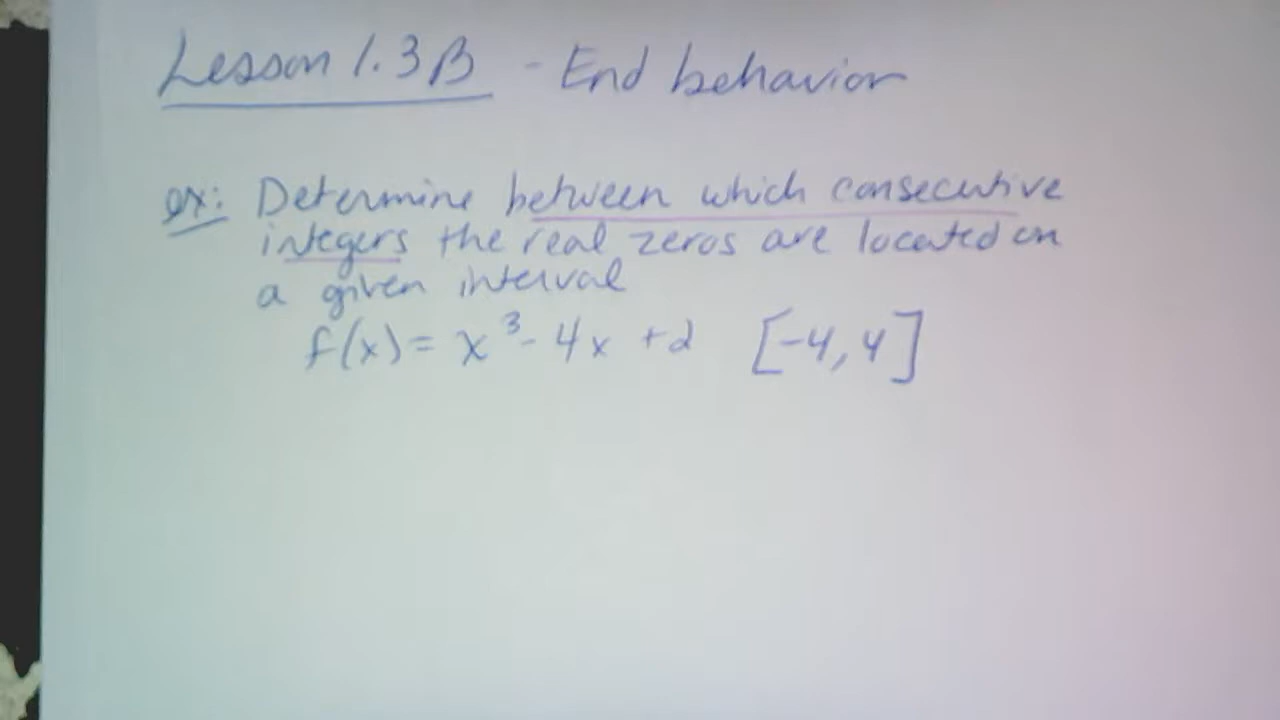 Lesson 1.3B - End behavior
ex: Determine between which consecutive
integers the real zeros are located on
a given interval
f(x) = x³ - 4x + 2 [-4, 4]